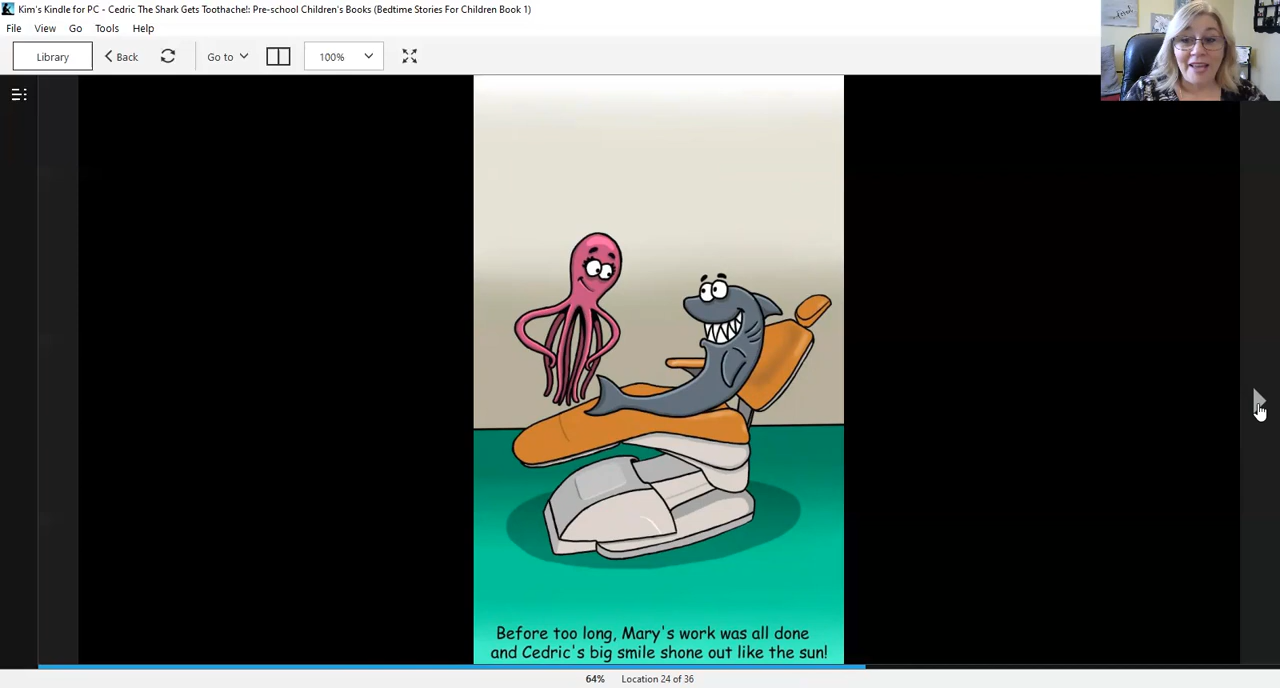 Kim's Kindle for PC - Cedric The Shark Gets Toothache!: Pre-school Children's Books (Bedtime Stories For Children Book 1)
File View Go Tools Help
Library Back Go to 100%
Before too long, Mary's work was all done
and Cedric's big smile shone out like the sun!
64% Location 24 of 36